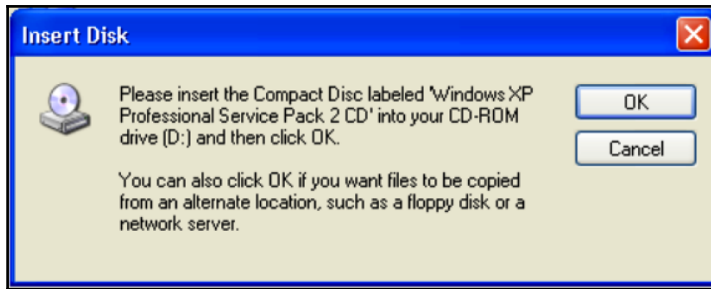 Insert Disk
Please insert the Compact Disc labeled 'Windows XP
Professional Service Pack 2 CD' into your CD-ROM
drive (D:) and then click OK.
You can also click OK if you want files to be copied
from an alternate location, such as a floppy disk or a
network server.
OK
Cancel